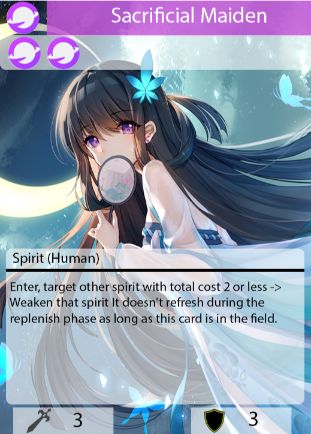 Sacrificial Maiden
Spirit (Human)
Enter, target other spirit with total cost 2 or less ->
Weaken that spirit It doesn't refresh during the
replenish phase as long as this card is in the field.
3
3